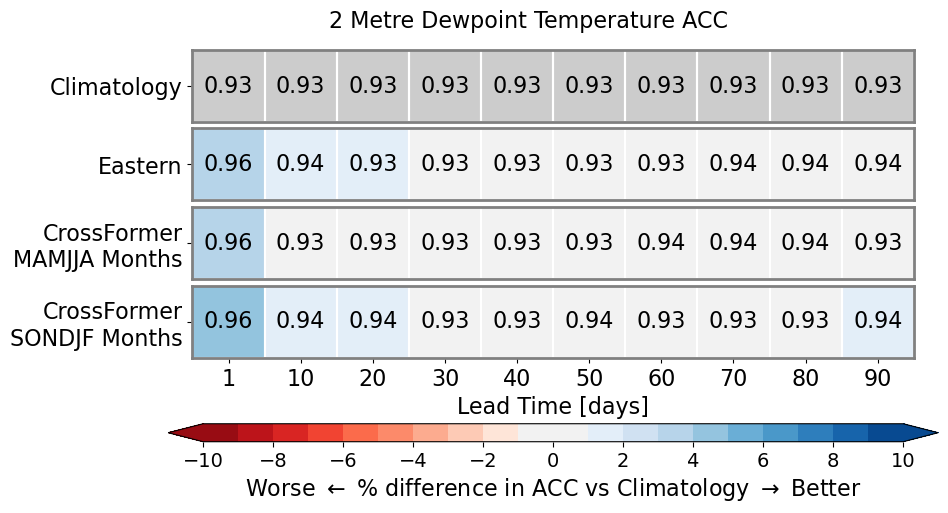 2 Metre Dewpoint Temperature ACC
Climatology 0.93 0.93 0.93 0.93 0.93 0.93 0.93 0.93 0.93 0.93
Eastern 0.96 0.94 0.93 0.93 0.93 0.93 0.93 0.94 0.94 0.94
CrossFormer
MAMJJA Months 0.96 0.93 0.93 0.93 0.93 0.93 0.94 0.94 0.94 0.93
CrossFormer
SONDJF Months 0.96 0.94 0.94 0.93 0.93 0.94 0.93 0.93 0.93 0.94
1 10 20 30 40 50 60 70 80 90
Lead Time [days]
−10 −8 −6 −4 −2 0 2 4 6 8 10
Worse ← % difference in ACC vs Climatology → Better